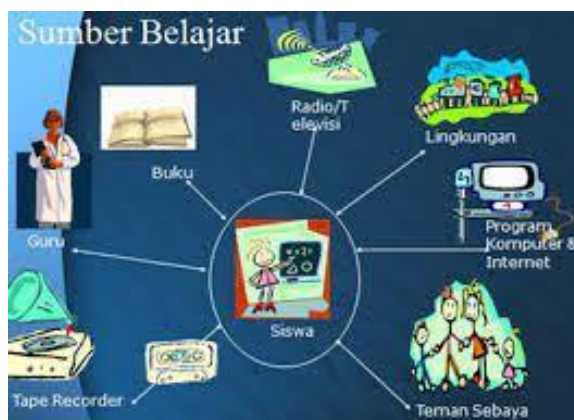 Sumber Belajar
Radio/T
elevisi
Lingkungan
Buku
Guru
Program
Komputer &
Internet
Siswa
Tape Recorder
Teman Sebaya